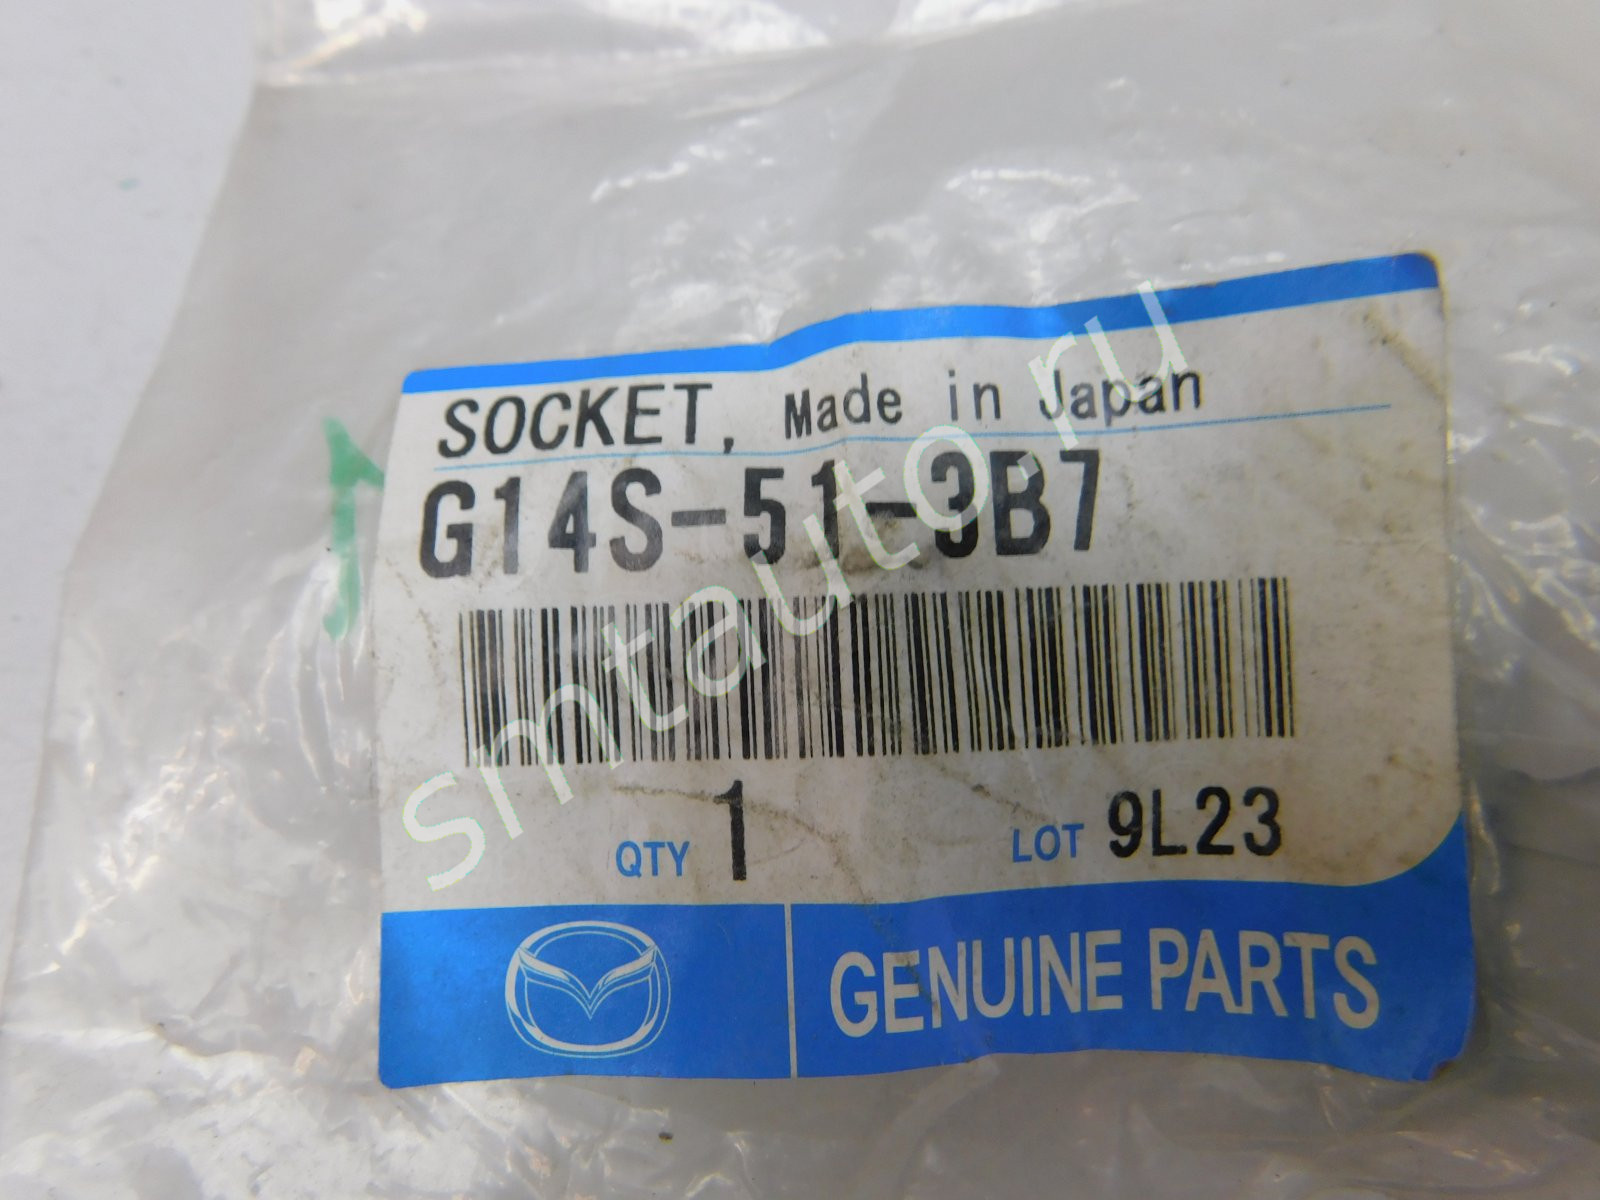 SOCKET, Made in Japan
G14S-51-3B7
QTY 1 LOT 9L23
GENUINE PARTS
smtauto.ru